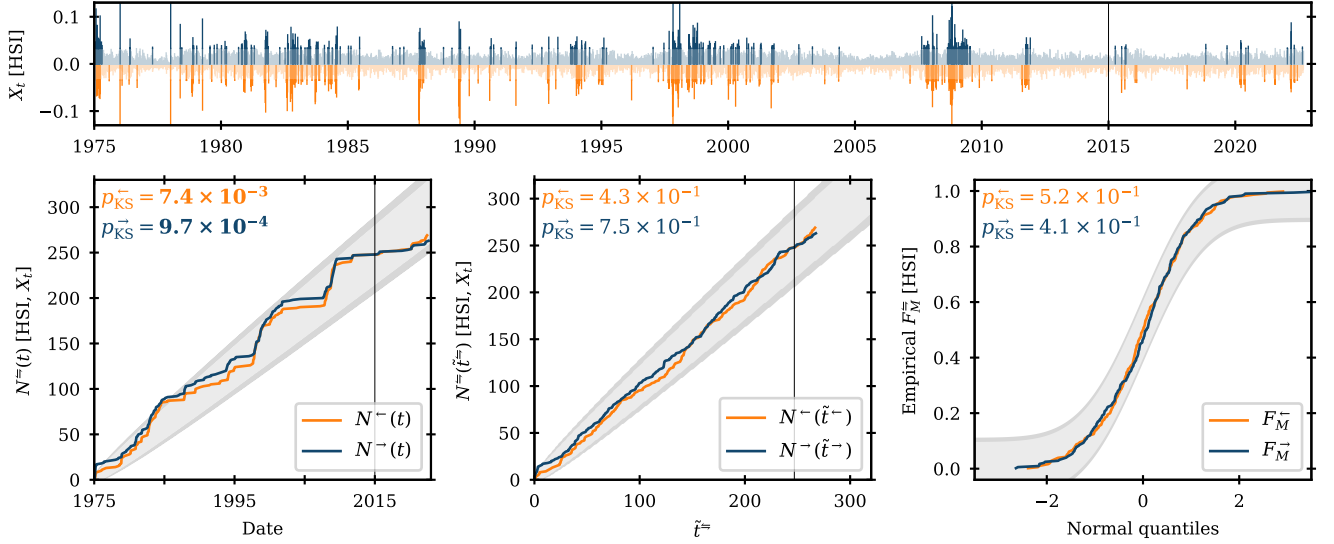 X_t [HSI]
0.1
0.0
−0.1
1975 1980 1985 1990 1995 2000 2005 2010 2015 2020
p_KS^← = 7.4 × 10^−3
p_KS^→ = 9.7 × 10^−4
N^⇋(t) [HSI, X_t]
300
250
200
150
100
50
0
N^←(t)
N^→(t)
1975 1995 2015
Date
p_KS^← = 4.3 × 10^−1
p_KS^→ = 7.5 × 10^−1
N^⇋(t̃^⇋) [HSI, X_t]
300
250
200
150
100
50
0
N^←(t̃^←)
N^→(t̃^→)
0 100 200 300
t̃^⇋
p_KS^← = 5.2 × 10^−1
p_KS^→ = 4.1 × 10^−1
Empirical F_M^⇋ [HSI]
1.0
0.8
0.6
0.4
0.2
0.0
F_M^←
F_M^→
−2 0 2
Normal quantiles